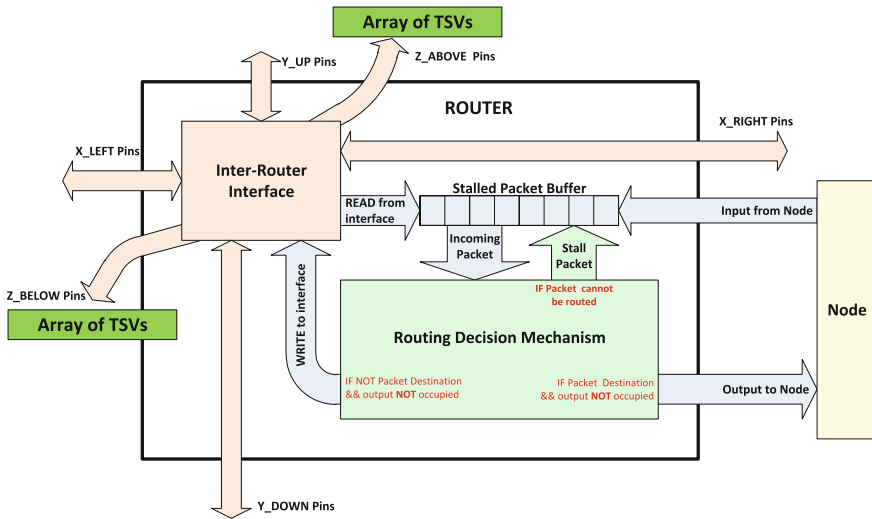 Array of TSVs
Y_UP Pins
Z_ABOVE Pins
ROUTER
X_RIGHT Pins
X_LEFT Pins
Inter-Router
Interface
Stalled Packet Buffer
READ from
interface
Input from Node
Incoming
Packet
Stall
Packet
Z_BELOW Pins
Array of TSVs
WRITE to interface
IF Packet cannot
be routed
Routing Decision Mechanism
Node
IF NOT Packet Destination
&& output NOT occupied
IF Packet Destination
&& output NOT occupied
Output to Node
Y_DOWN Pins